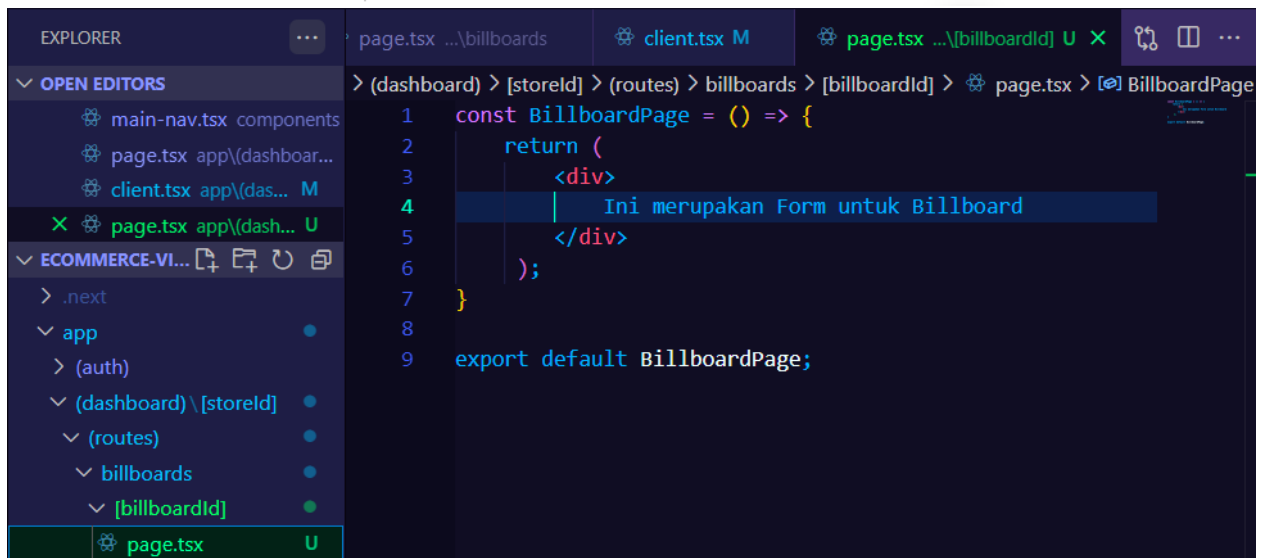 EXPLORER ...
OPEN EDITORS
main-nav.tsx components
page.tsx app\(dashboar...
client.tsx app\(das... M
page.tsx app\(dash... U
ECOMMERCE-VI...
.next
app
(auth)
(dashboard)\[storeId]
(routes)
billboards
[billboardId]
page.tsx U
page.tsx ...\billboards
client.tsx M
page.tsx ...\[billboardId] U
> (dashboard) > [storeId] > (routes) > billboards > [billboardId] > page.tsx > BillboardPage
1 const BillboardPage = () => {
2 return (
3 <div>
4 Ini merupakan Form untuk Billboard
5 </div>
6 );
7 }
8
9 export default BillboardPage;